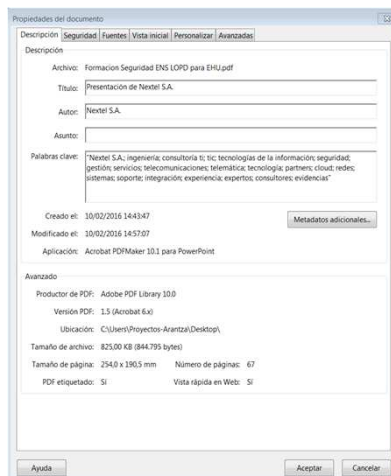 Propiedades del documento
Descripción Seguridad Fuentes Vista inicial Personalizar Avanzadas
Descripción
Archivo: Formacion Seguridad ENS LOPD para EHU.pdf
Título: Presentación de Nextel S.A.
Autor: Nextel S.A.
Asunto:
Palabras clave: "Nextel S.A.; ingeniería; consultoría ti; tic; tecnologías de la información; seguridad;
gestión; servicios; telecomunicaciones; telemática; tecnología; partners; cloud; redes;
sistemas; soporte; integración; experiencia; expertos; consultores; evidencias"
Creado el: 10/02/2016 14:43:47
Metadatos adicionales...
Modificado el: 10/02/2016 14:57:07
Aplicación: Acrobat PDFMaker 10.1 para PowerPoint
Avanzado
Productor de PDF: Adobe PDF Library 10.0
Versión PDF: 1.5 (Acrobat 6.x)
Ubicación: C:\Users\Proyectos-Arantza\Desktop\
Tamaño de archivo: 825,00 KB (844.795 bytes)
Tamaño de página: 254,0 x 190,5 mm Número de páginas: 67
PDF etiquetado: Sí Vista rápida en Web: Sí
Ayuda Aceptar Cancelar